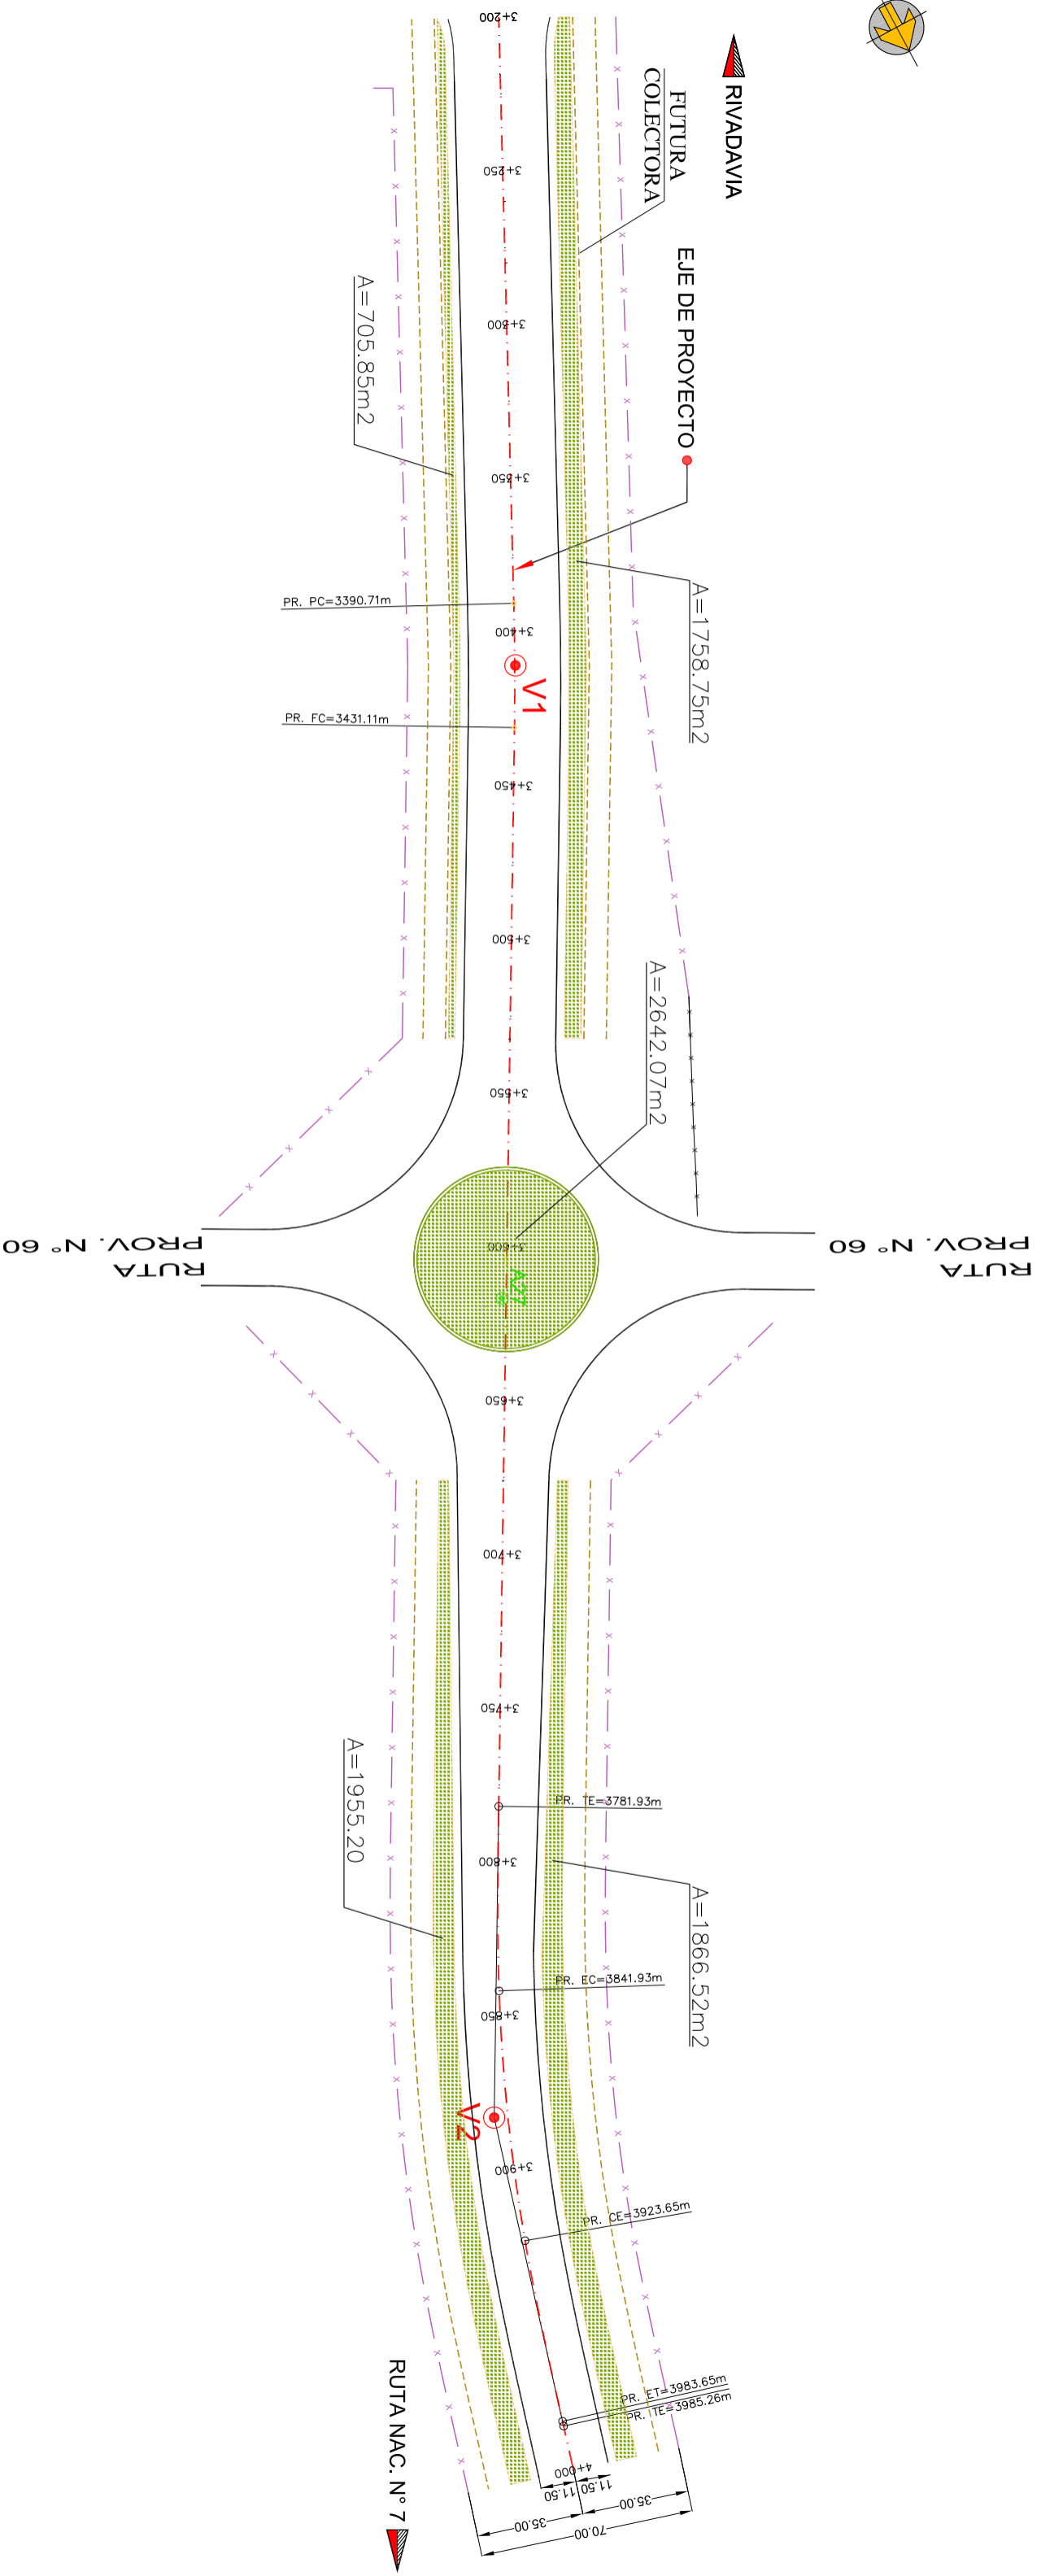 3+200
RIVADAVIA
FUTURA
COLECTORA
3+250
EJE DE PROYECTO
A=705.85m2
3+300
3+350
A=1758.75m2
PR. PC=3390.71m
3+400
V1
PR. FC=3431.11m
3+450
3+500
A=2642.07m2
3+550
RUTA
PROV. N° 60
3+600
A27
RUTA
PROV. N° 60
3+650
3+700
3+750
A=1955.20
PR. TE=3781.93m
3+800
A=1866.52m2
PR. EC=3841.93m
3+850
V2
3+900
PR. CE=3923.65m
PR. ET=3983.65m
PR. TE=3985.26m
RUTA NAC. N° 7
4+000
11.50
11.50
35.00
35.00
70.00